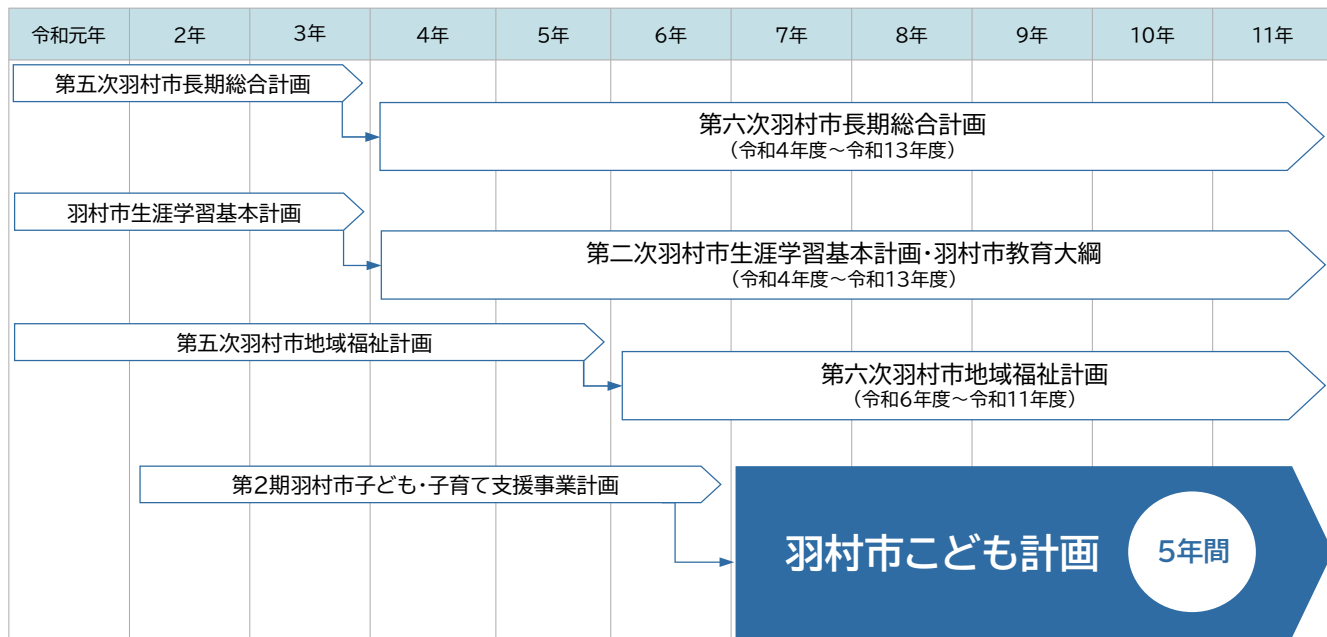 令和元年 2年 3年 4年 5年 6年 7年 8年 9年 10年 11年
第五次羽村市長期総合計画
第六次羽村市長期総合計画
(令和4年度~令和13年度)
羽村市生涯学習基本計画
第二次羽村市生涯学習基本計画・羽村市教育大綱
(令和4年度~令和13年度)
第五次羽村市地域福祉計画
第六次羽村市地域福祉計画
(令和6年度~令和11年度)
第2期羽村市子ども・子育て支援事業計画
羽村市こども計画
5年間